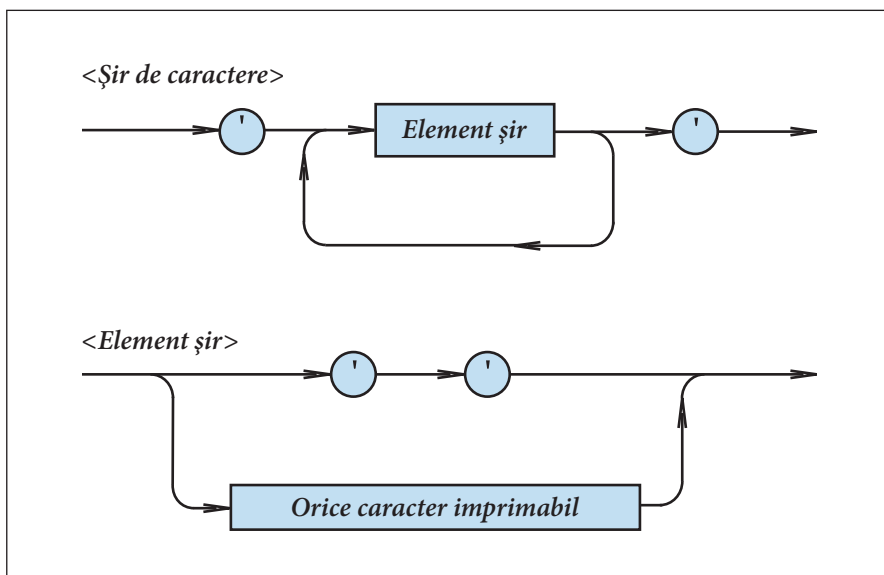 <Şir de caractere>
' Element şir '
<Element şir>
' '
Orice caracter imprimabil